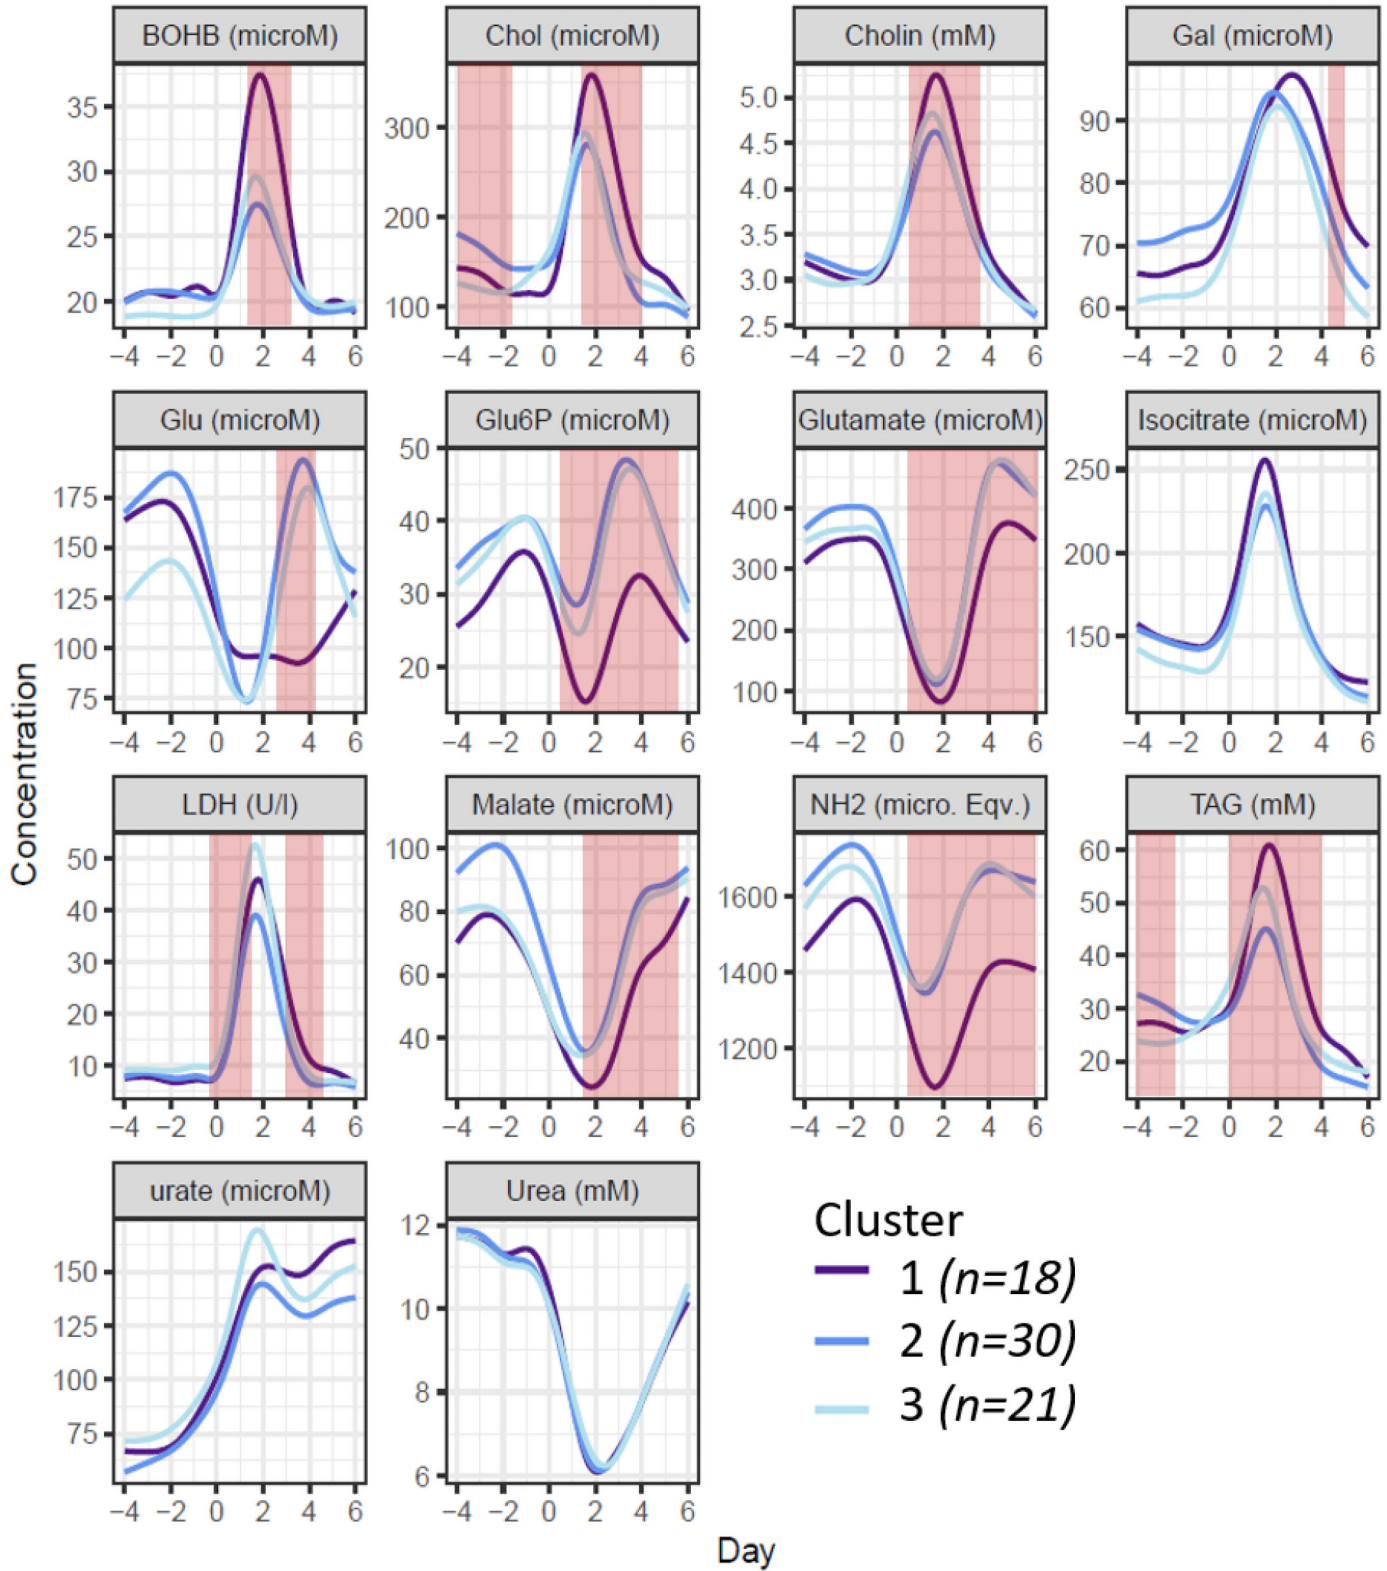 BOHB (microM) Chol (microM) Cholin (mM) Gal (microM)
35 30 25 20
300 200 100
5.0 4.5 4.0 3.5 3.0 2.5
90 80 70 60
−4 −2 0 2 4 6 −4 −2 0 2 4 6 −4 −2 0 2 4 6 −4 −2 0 2 4 6
Glu (microM) Glu6P (microM) Glutamate (microM) Isocitrate (microM)
175 150 125 100 75
50 40 30 20
400 300 200 100
250 200 150
−4 −2 0 2 4 6 −4 −2 0 2 4 6 −4 −2 0 2 4 6 −4 −2 0 2 4 6
Concentration
LDH (U/l) Malate (microM) NH2 (micro. Eqv.) TAG (mM)
50 40 30 20 10
100 80 60 40
1600 1400 1200
60 50 40 30 20
−4 −2 0 2 4 6 −4 −2 0 2 4 6 −4 −2 0 2 4 6 −4 −2 0 2 4 6
urate (microM) Urea (mM)
150 125 100 75
12 10 8 6
−4 −2 0 2 4 6 −4 −2 0 2 4 6
Cluster
1 (n=18)
2 (n=30)
3 (n=21)
Day